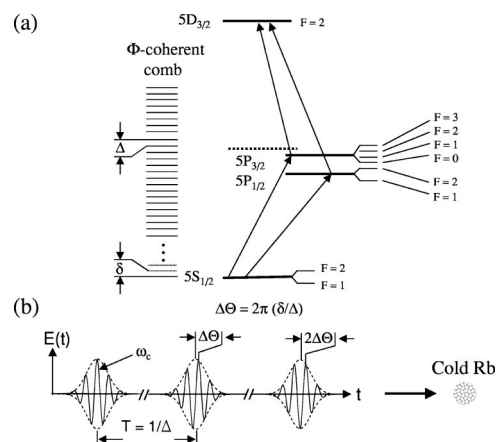 (a)
5D3/2
F = 2
Φ-coherent
comb
Δ
5P3/2
5P1/2
F = 3
F = 2
F = 1
F = 0
F = 2
F = 1
δ
5S1/2
F = 2
F = 1
ΔΘ = 2π (δ/Δ)
(b)
E(t)
ωc
ΔΘ
2ΔΘ
t
T = 1/Δ
Cold Rb